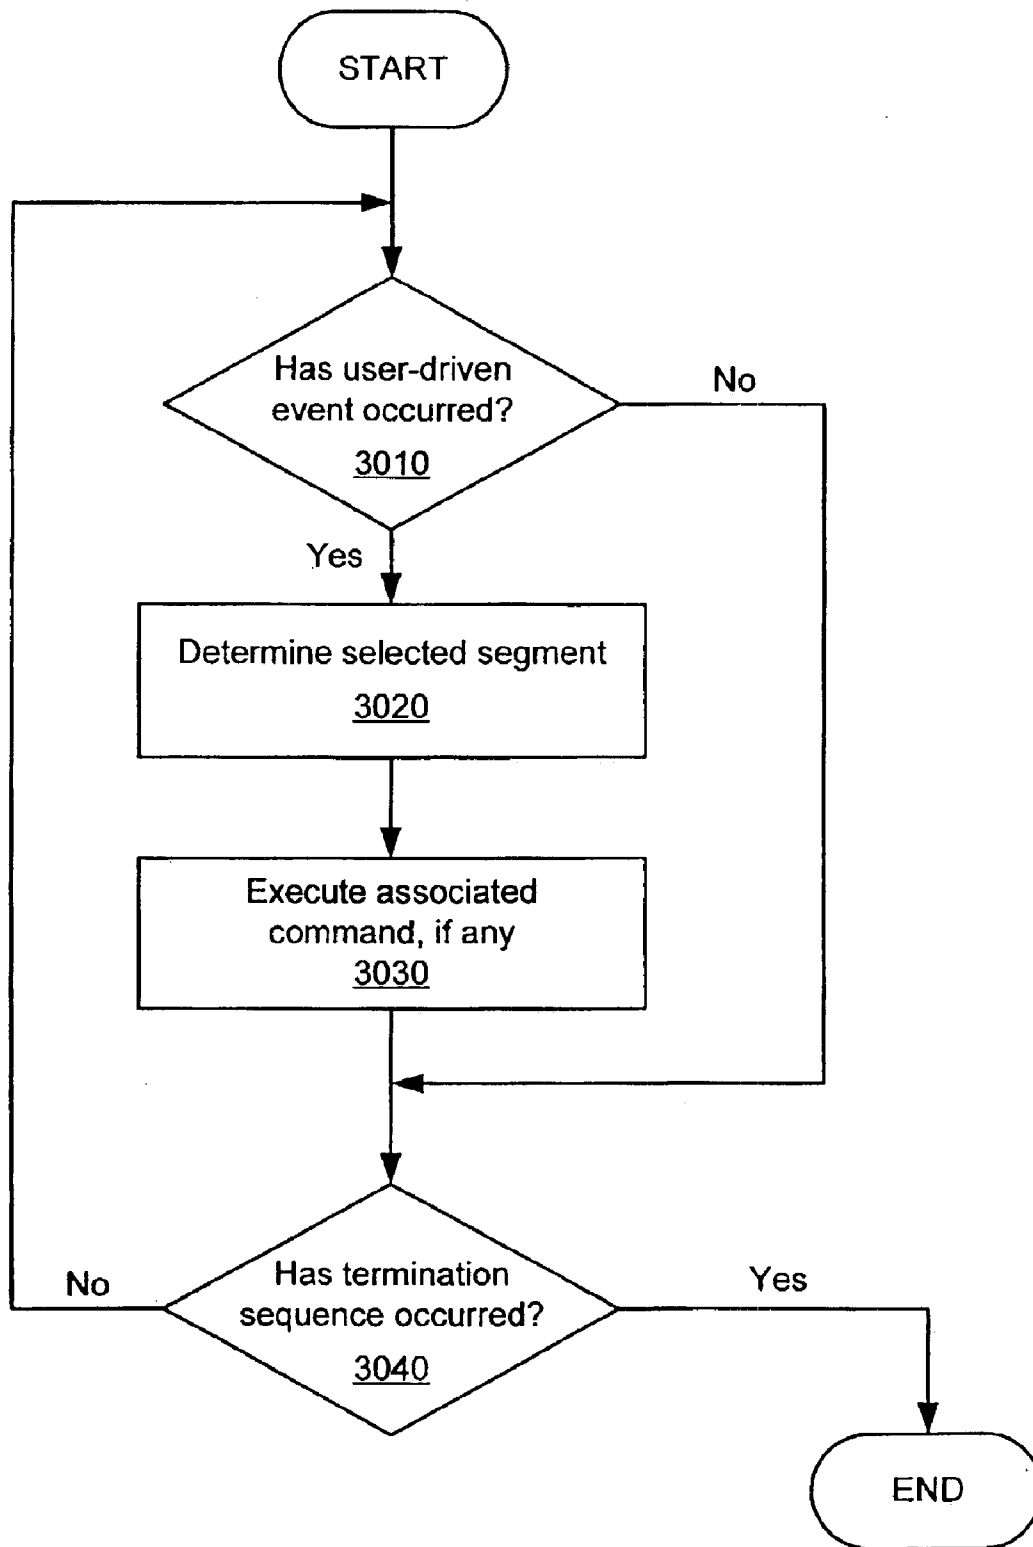 START
Has user-driven
event occurred?
3010
No
Yes
Determine selected segment
3020
Execute associated
command, if any
3030
Has termination
sequence occurred?
3040
No
Yes
END